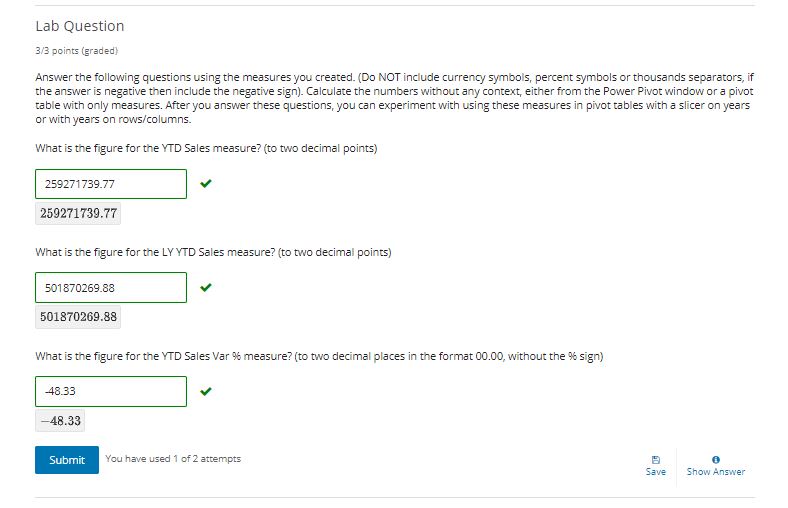 Lab Question
3/3 points (graded)
Answer the following questions using the measures you created. (Do NOT include currency symbols, percent symbols or thousands separators, if
the answer is negative then include the negative sign). Calculate the numbers without any context, either from the Power Pivot window or a pivot
table with only measures. After you answer these questions, you can experiment with using these measures in pivot tables with a slicer on years
or with years on rows/columns.
What is the figure for the YTD Sales measure? (to two decimal points)
259271739.77
259271739.77
What is the figure for the LY YTD Sales measure? (to two decimal points)
501870269.88
501870269.88
What is the figure for the YTD Sales Var % measure? (to two decimal places in the format 00.00, without the % sign)
-48.33
−48.33
Submit You have used 1 of 2 attempts
Save Show Answer